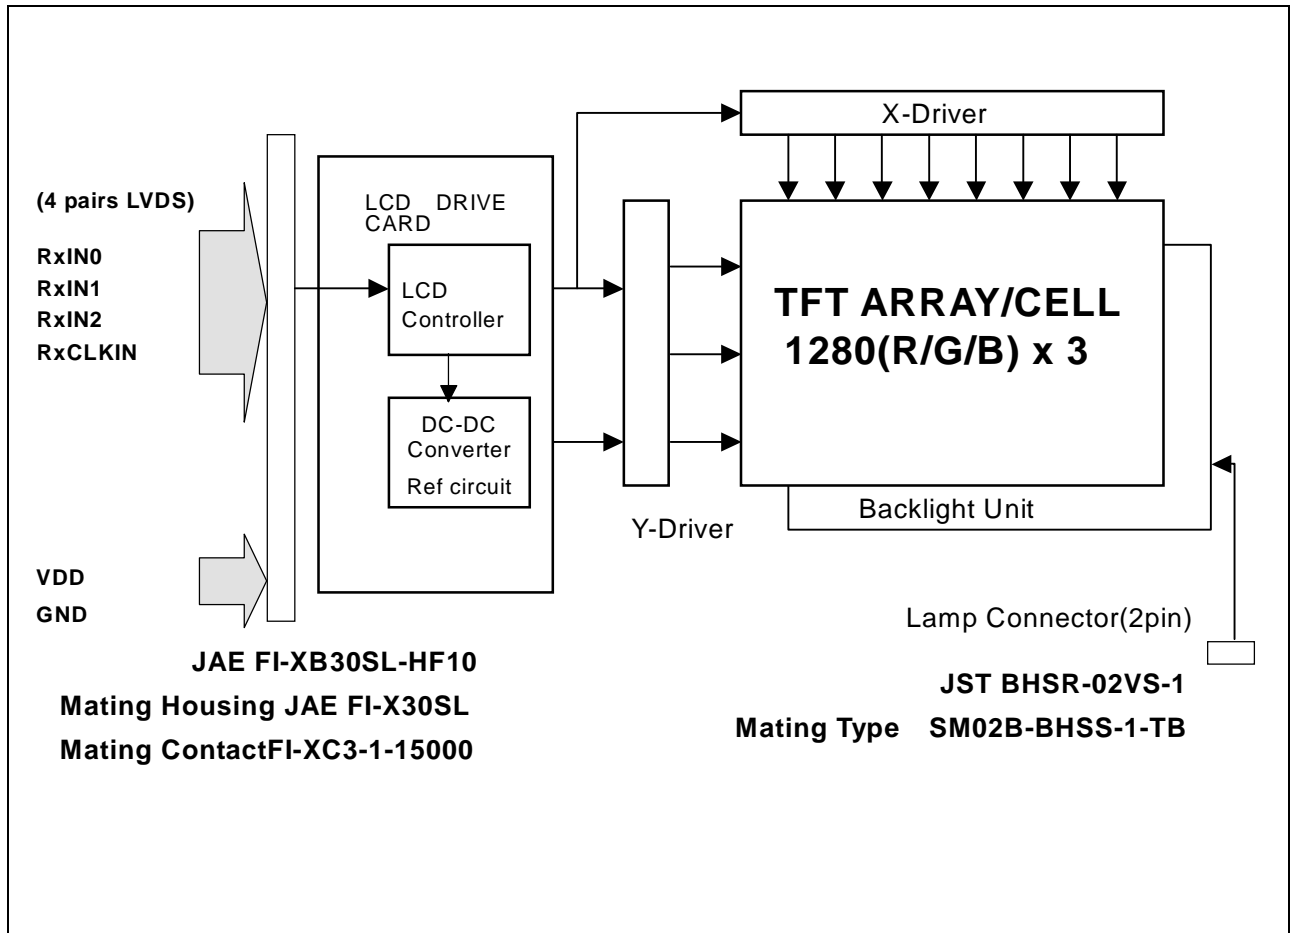 X-Driver
(4 pairs LVDS)
RxIN0
RxIN1
RxIN2
RxCLKIN
LCD DRIVE
CARD
LCD
Controller
DC-DC
Converter
Ref circuit
TFT ARRAY/CELL
1280(R/G/B) x 3
Y-Driver
Backlight Unit
VDD
GND
JAE FI-XB30SL-HF10
Mating Housing JAE FI-X30SL
Mating ContactFI-XC3-1-15000
Lamp Connector(2pin)
JST BHSR-02VS-1
Mating Type SM02B-BHSS-1-TB